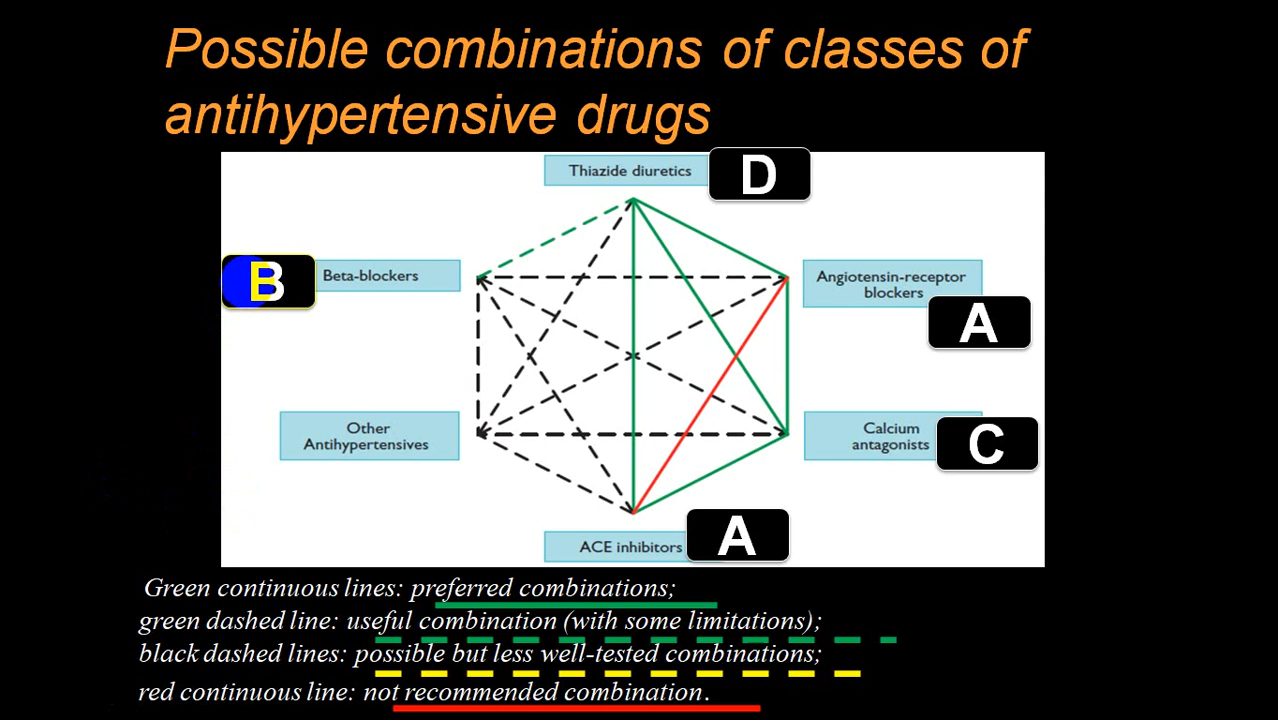 Possible combinations of classes of
antihypertensive drugs
Thiazide diuretics
D
B
Beta-blockers
Angiotensin-receptor
blockers
A
Other
Antihypertensives
Calcium
antagonists
C
ACE inhibitors
A
Green continuous lines: preferred combinations;
green dashed line: useful combination (with some limitations);
black dashed lines: possible but less well-tested combinations;
red continuous line: not recommended combination.